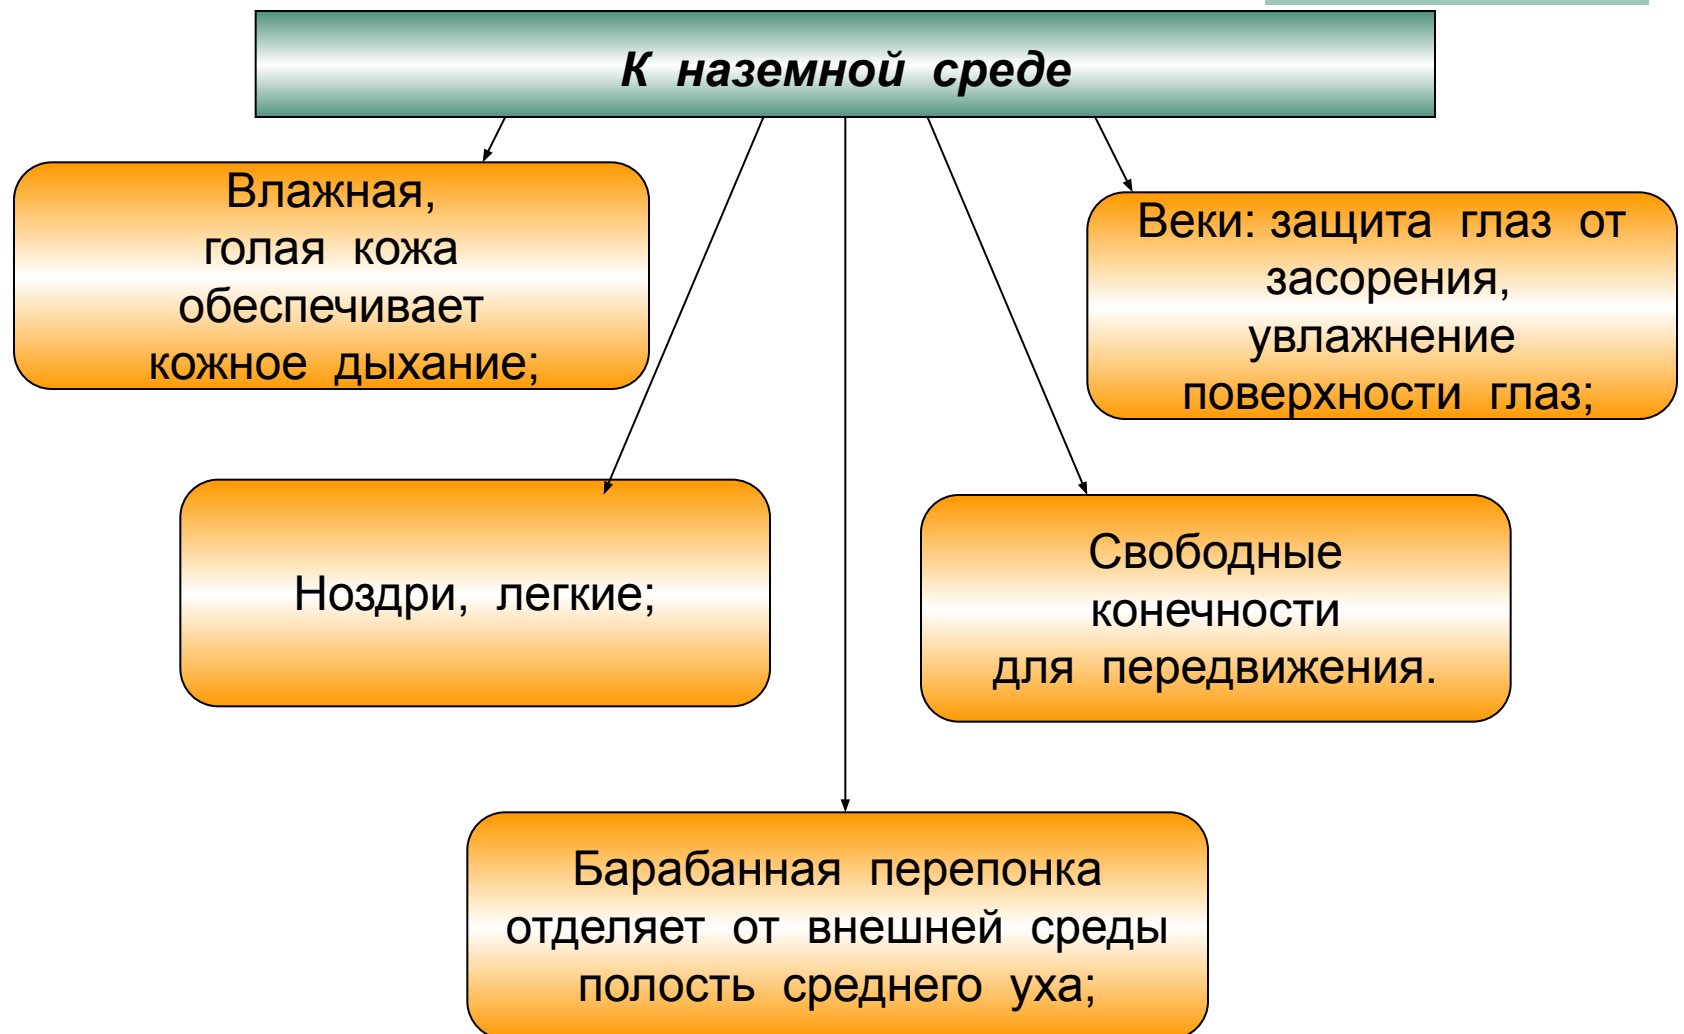 К наземной среде
Влажная,
голая кожа
обеспечивает
кожное дыхание;
Веки: защита глаз от
засорения,
увлажнение
поверхности глаз;
Ноздри, легкие;
Свободные
конечности
для передвижения.
Барабанная перепонка
отделяет от внешней среды
полость среднего уха;